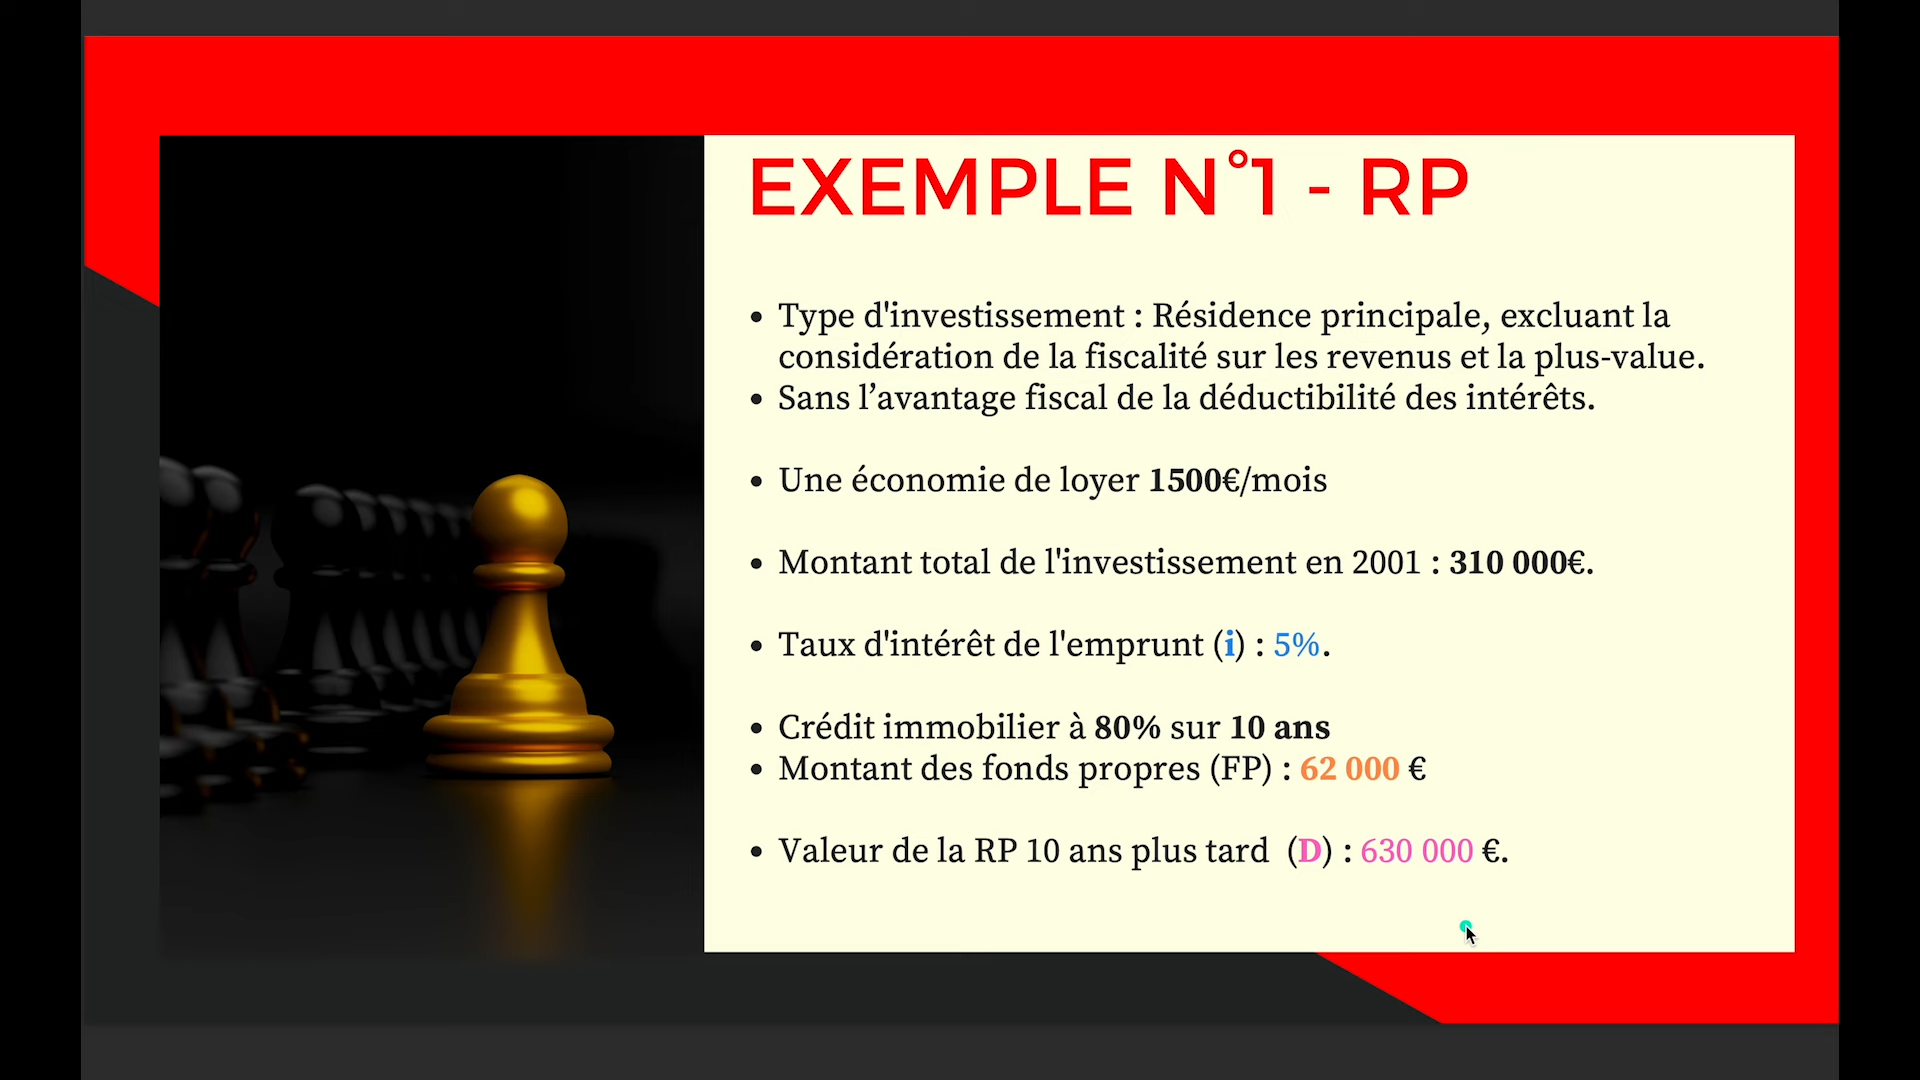 EXEMPLE N°1 - RP
• Type d'investissement : Résidence principale, excluant la
considération de la fiscalité sur les revenus et la plus-value.
• Sans l’avantage fiscal de la déductibilité des intérêts.
• Une économie de loyer 1500€/mois
• Montant total de l'investissement en 2001 : 310 000€.
• Taux d'intérêt de l'emprunt (i) : 5%.
• Crédit immobilier à 80% sur 10 ans
• Montant des fonds propres (FP) : 62 000 €
• Valeur de la RP 10 ans plus tard (D) : 630 000 €.